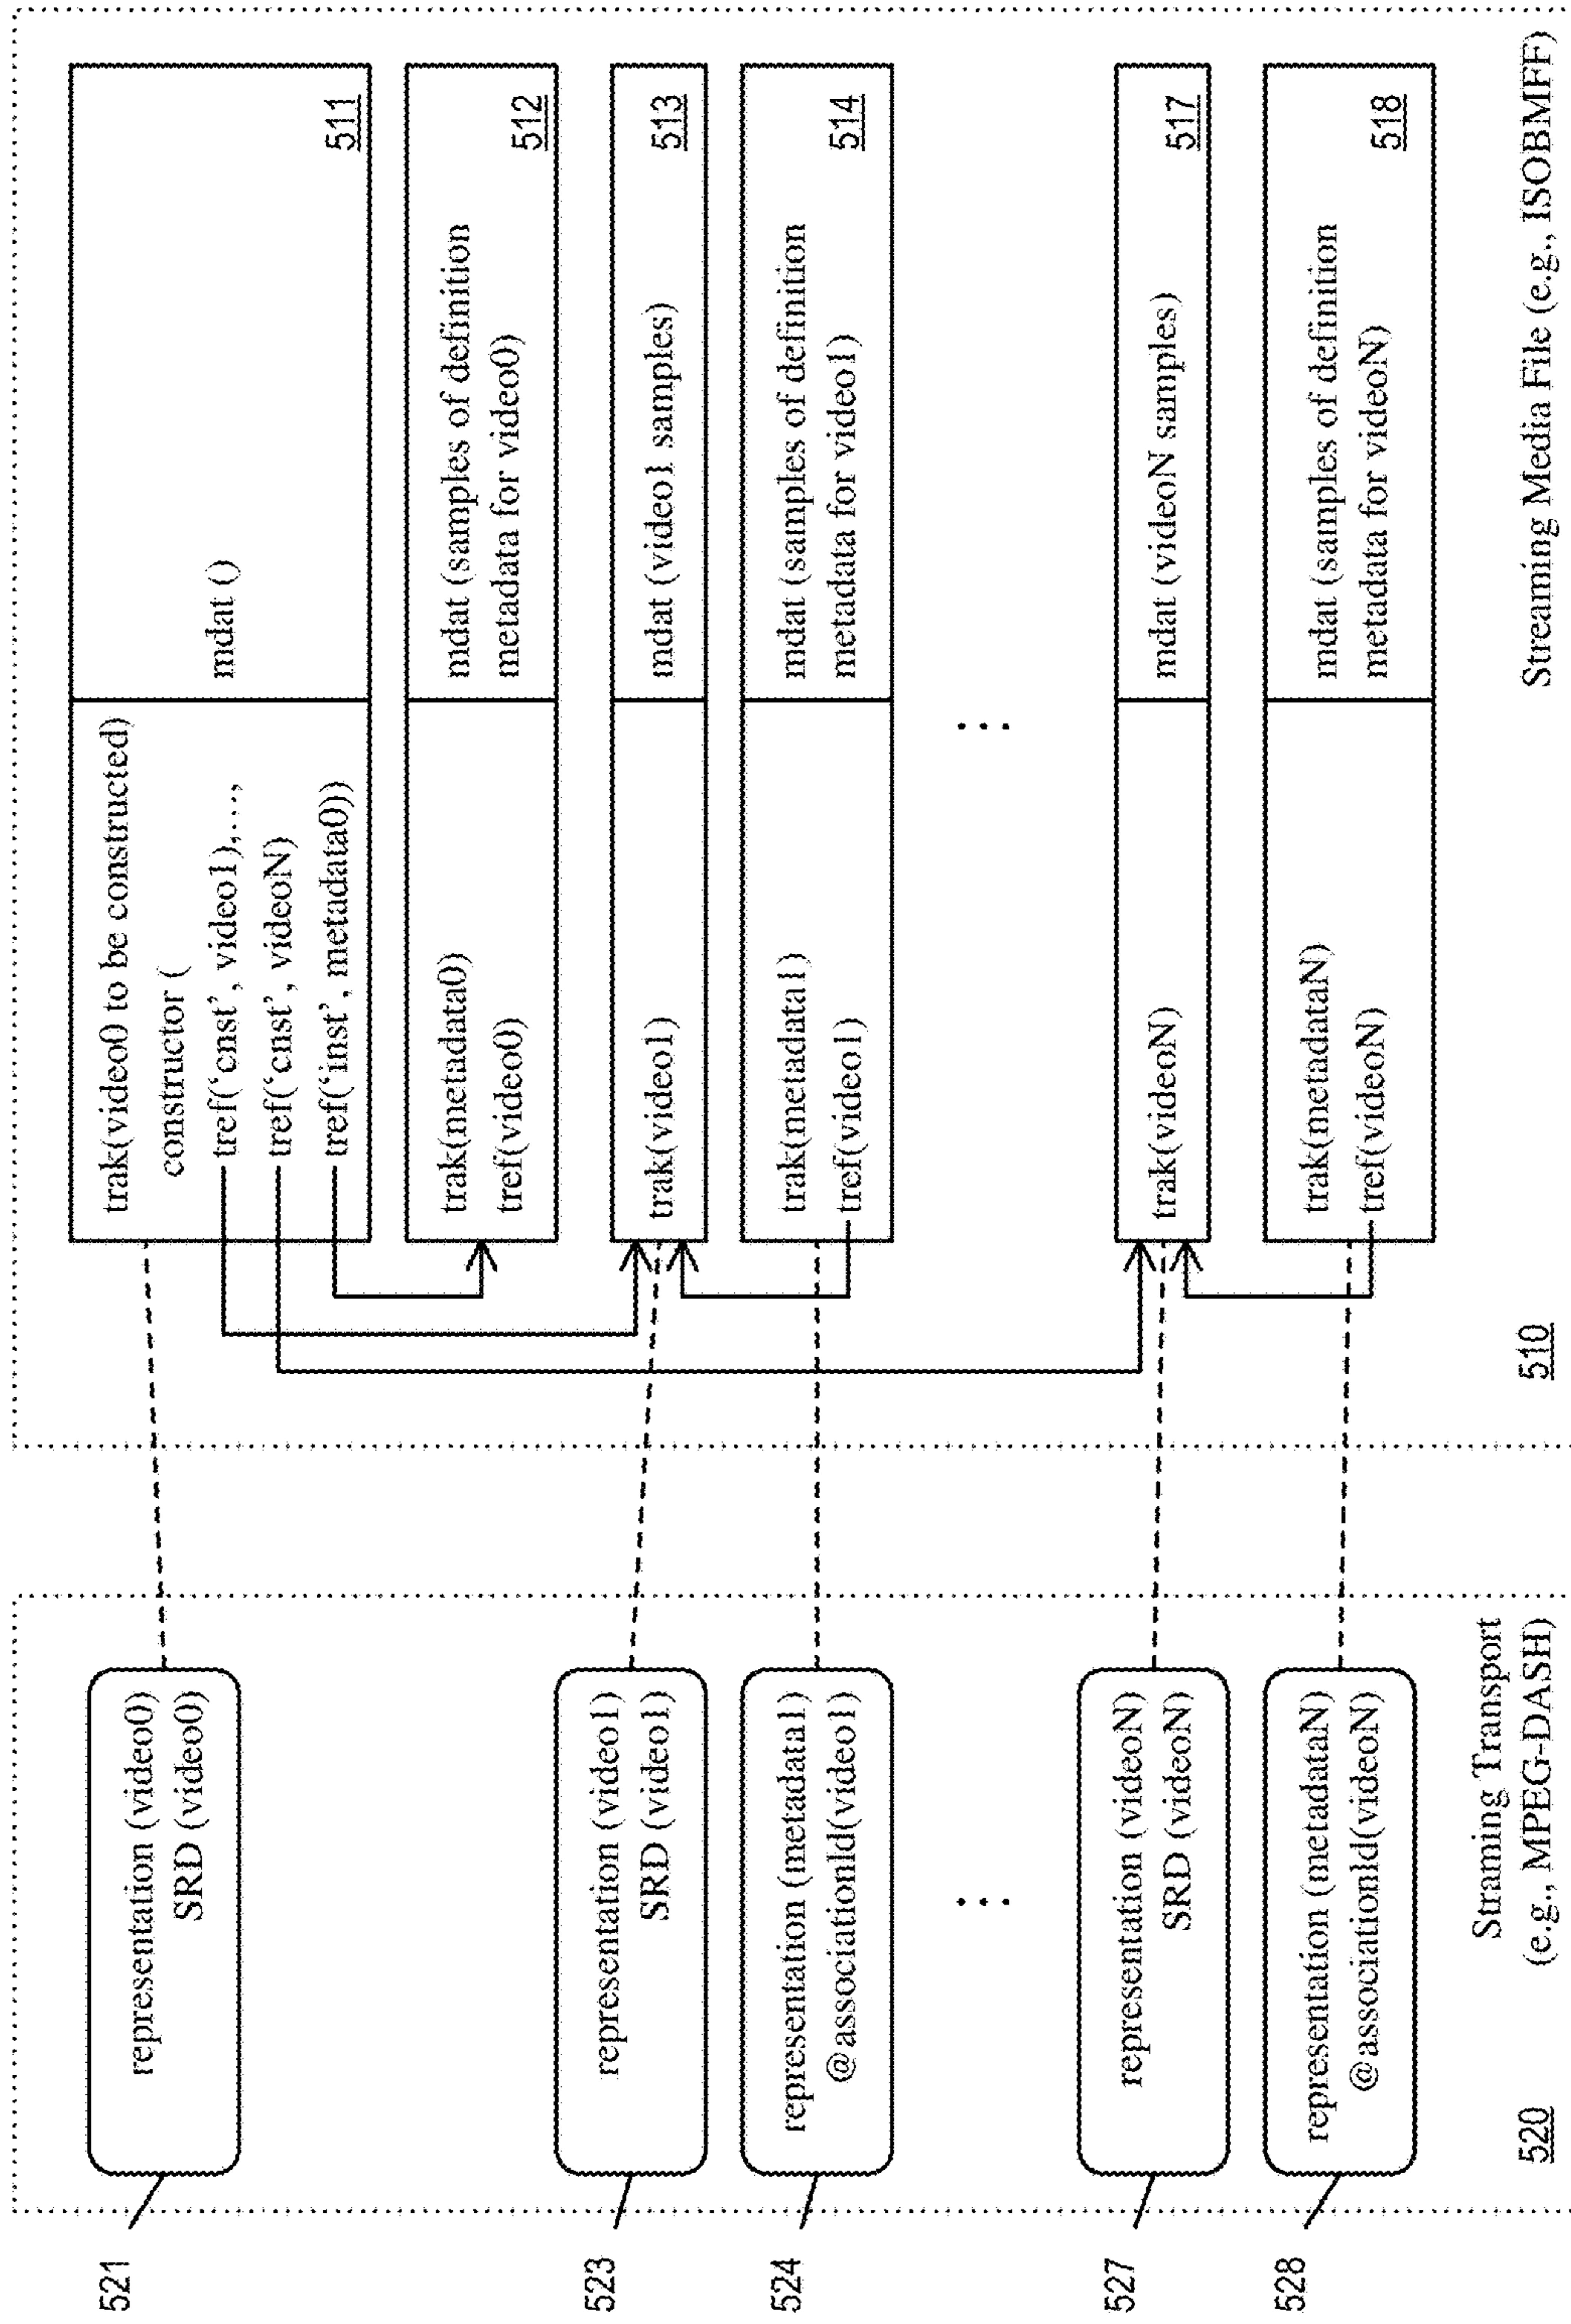 521
representation (video0)
SRD (video0)
523
representation (video1)
SRD (video1)
524
representation (metadata1)
@associationId(video1)
...
527
representation (videoN)
SRD (videoN)
528
representation (metadataN)
@associationId(videoN)
520
Straming Transport
(e.g., MPEG-DASH)
trak(video0 to be constructed)
constructor (
tref(‘cnst’, video1),...,
tref(‘cnst’, videoN)
tref(‘inst’, metadata0))
mdat ()
511
trak(metadata0)
tref(video0)
mdat (samples of definition
metadata for video0)
512
trak(video1)
mdat (video1 samples)
513
trak(metadata1)
tref(video1)
mdat (samples of definition
metadata for video1)
514
...
trak(videoN)
mdat (videoN samples)
517
trak(metadataN)
tref(videoN)
mdat (samples of definition
metadata for videoN)
518
510
Streaming Media File (e.g., ISOBMFF)